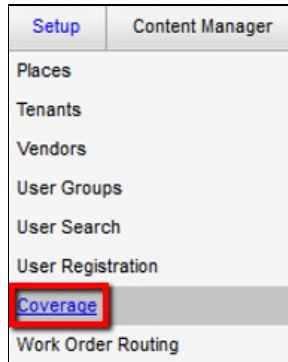 Setup Content Manager
Places
Tenants
Vendors
User Groups
User Search
User Registration
Coverage
Work Order Routing